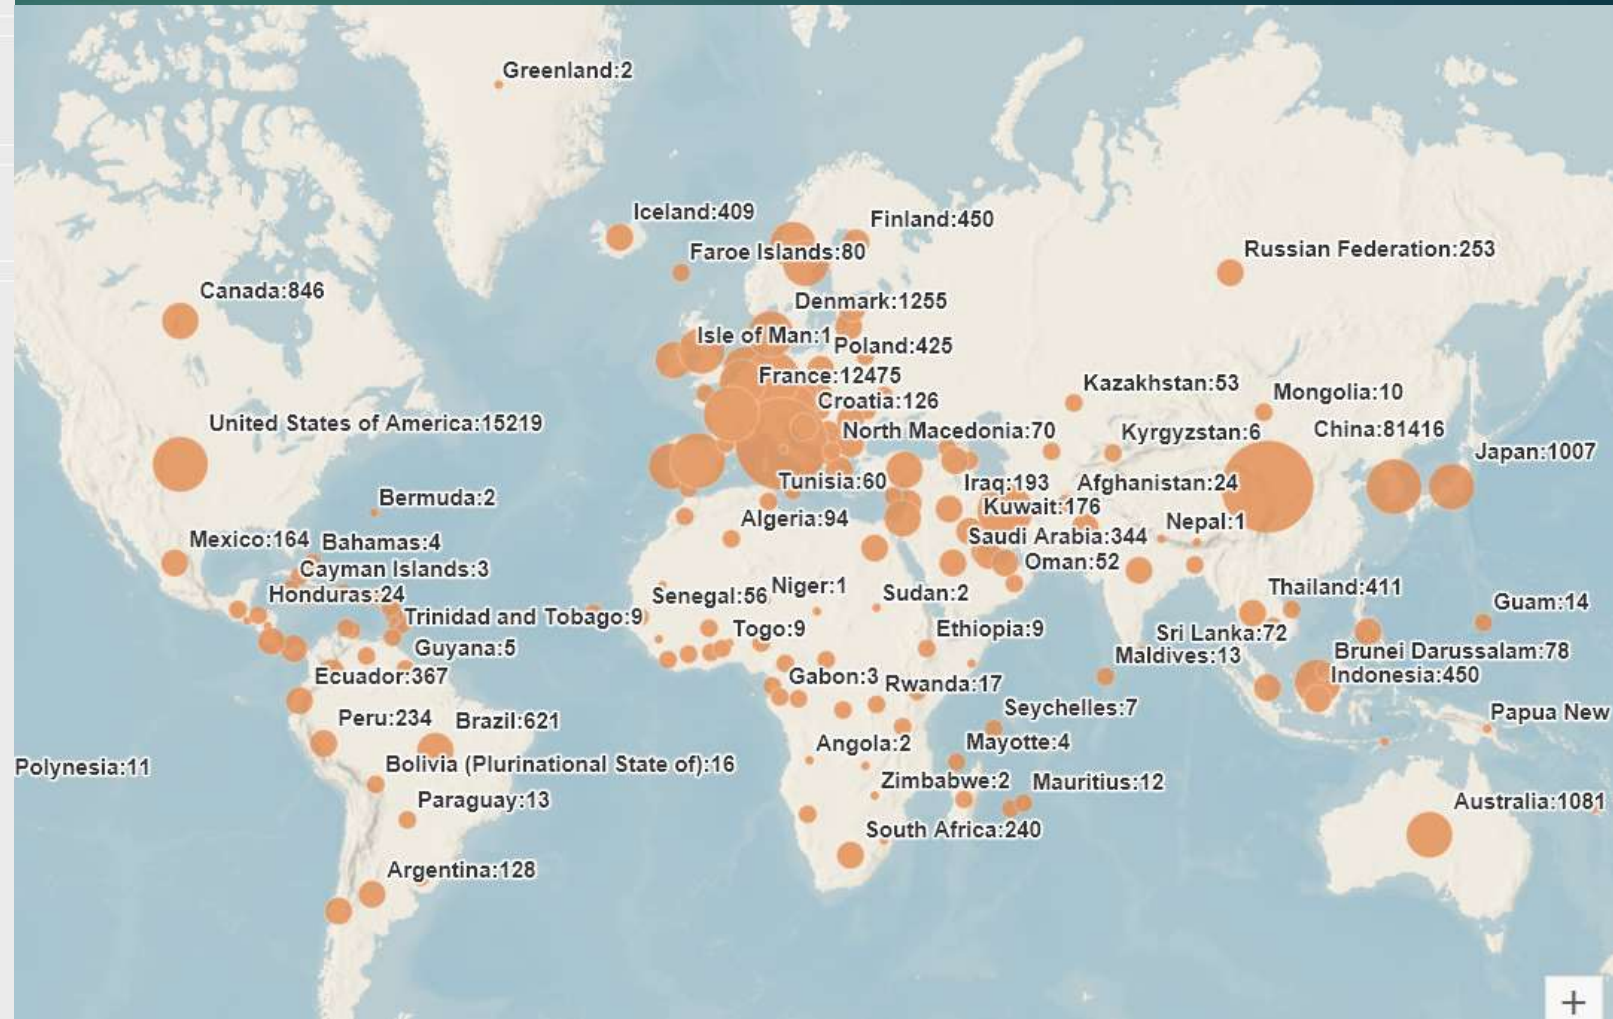 Greenland:2
Iceland:409
Finland:450
Faroe Islands:80
Russian Federation:253
Canada:846
Denmark:1255
Isle of Man:1
Poland:425
France:12475
Kazakhstan:53
Mongolia:10
Croatia:126
United States of America:15219
North Macedonia:70
Kyrgyzstan:6
China:81416
Japan:1007
Tunisia:60
Iraq:193
Afghanistan:24
Bermuda:2
Kuwait:176
Algeria:94
Nepal:1
Mexico:164
Bahamas:4
Saudi Arabia:344
Oman:52
Cayman Islands:3
Honduras:24
Senegal:56
Niger:1
Sudan:2
Thailand:411
Guam:14
Trinidad and Tobago:9
Togo:9
Ethiopia:9
Sri Lanka:72
Guyana:5
Maldives:13
Brunei Darussalam:78
Ecuador:367
Gabon:3
Rwanda:17
Indonesia:450
Seychelles:7
Papua New
Peru:234
Brazil:621
Angola:2
Mayotte:4
Polynesia:11
Bolivia (Plurinational State of):16
Zimbabwe:2
Mauritius:12
Paraguay:13
Australia:1081
South Africa:240
Argentina:128
+